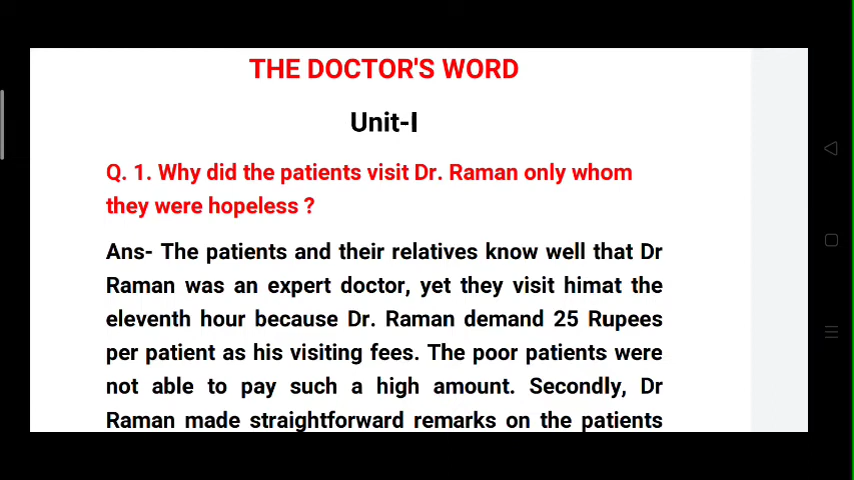 THE DOCTOR'S WORD
Unit-I
Q. 1. Why did the patients visit Dr. Raman only whom
they were hopeless ?
Ans- The patients and their relatives know well that Dr
Raman was an expert doctor, yet they visit himat the
eleventh hour because Dr. Raman demand 25 Rupees
per patient as his visiting fees. The poor patients were
not able to pay such a high amount. Secondly, Dr
Raman made straightforward remarks on the patients